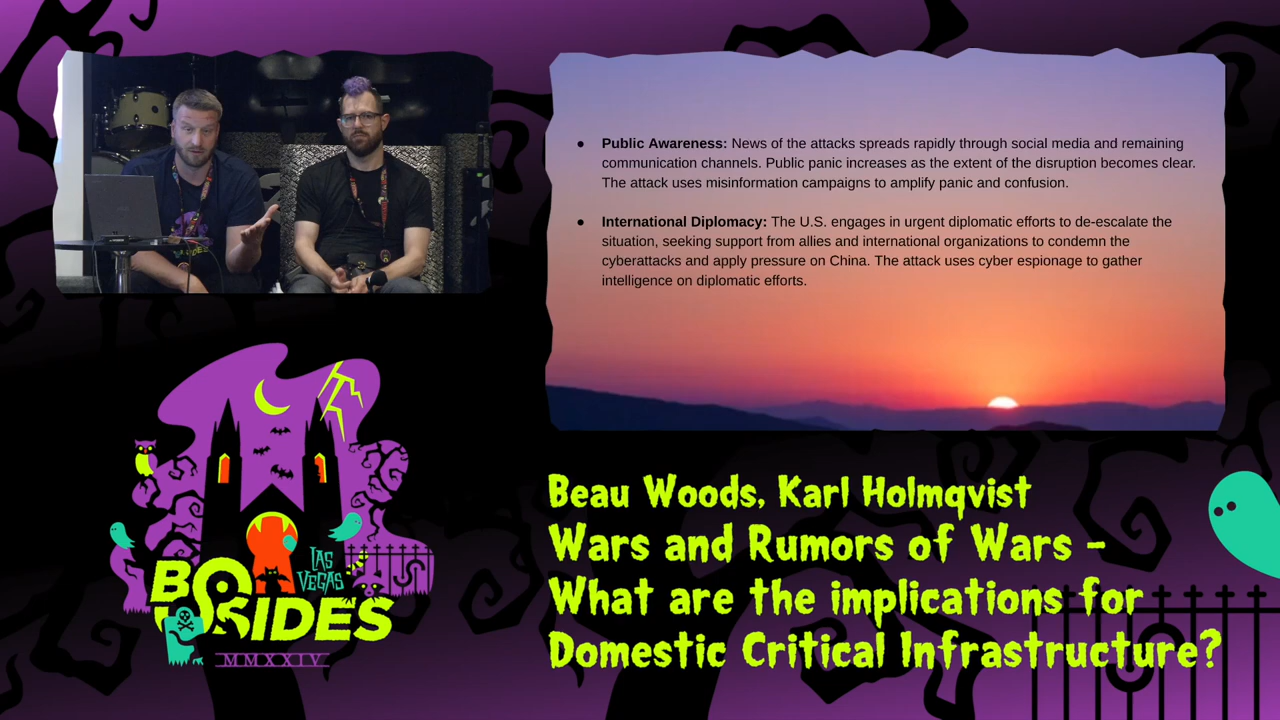 ● Public Awareness: News of the attacks spreads rapidly through social media and remaining
communication channels. Public panic increases as the extent of the disruption becomes clear.
The attack uses misinformation campaigns to amplify panic and confusion.
● International Diplomacy: The U.S. engages in urgent diplomatic efforts to de-escalate the
situation, seeking support from allies and international organizations to condemn the
cyberattacks and apply pressure on China. The attack uses cyber espionage to gather
intelligence on diplomatic efforts.
LAS
VEGAS
BSIDES
MMXXIV
Beau Woods, Karl Holmqvist
Wars and Rumors of Wars –
What are the implications for
Domestic Critical Infrastructure?